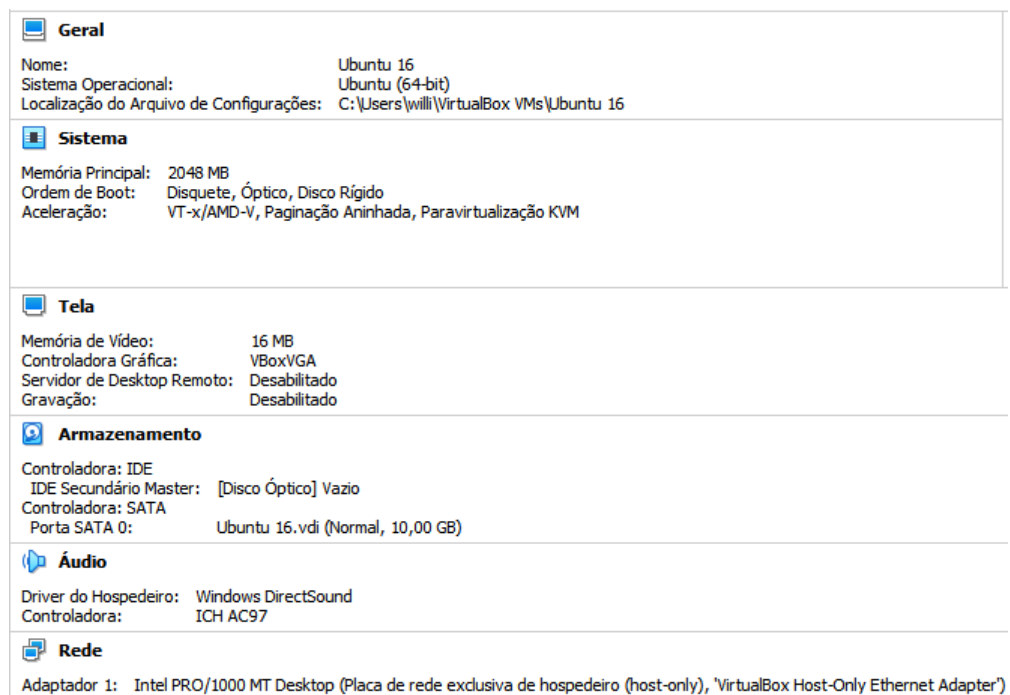 Geral
Nome: Ubuntu 16
Sistema Operacional: Ubuntu (64-bit)
Localização do Arquivo de Configurações: C:\Users\willi\VirtualBox VMs\Ubuntu 16
Sistema
Memória Principal: 2048 MB
Ordem de Boot: Disquete, Óptico, Disco Rígido
Aceleração: VT-x/AMD-V, Paginação Aninhada, Paravirtualização KVM
Tela
Memória de Vídeo: 16 MB
Controladora Gráfica: VBoxVGA
Servidor de Desktop Remoto: Desabilitado
Gravação: Desabilitado
Armazenamento
Controladora: IDE
IDE Secundário Master: [Disco Óptico] Vazio
Controladora: SATA
Porta SATA 0: Ubuntu 16.vdi (Normal, 10,00 GB)
Áudio
Driver do Hospedeiro: Windows DirectSound
Controladora: ICH AC97
Rede
Adaptador 1: Intel PRO/1000 MT Desktop (Placa de rede exclusiva de hospedeiro (host-only), 'VirtualBox Host-Only Ethernet Adapter')